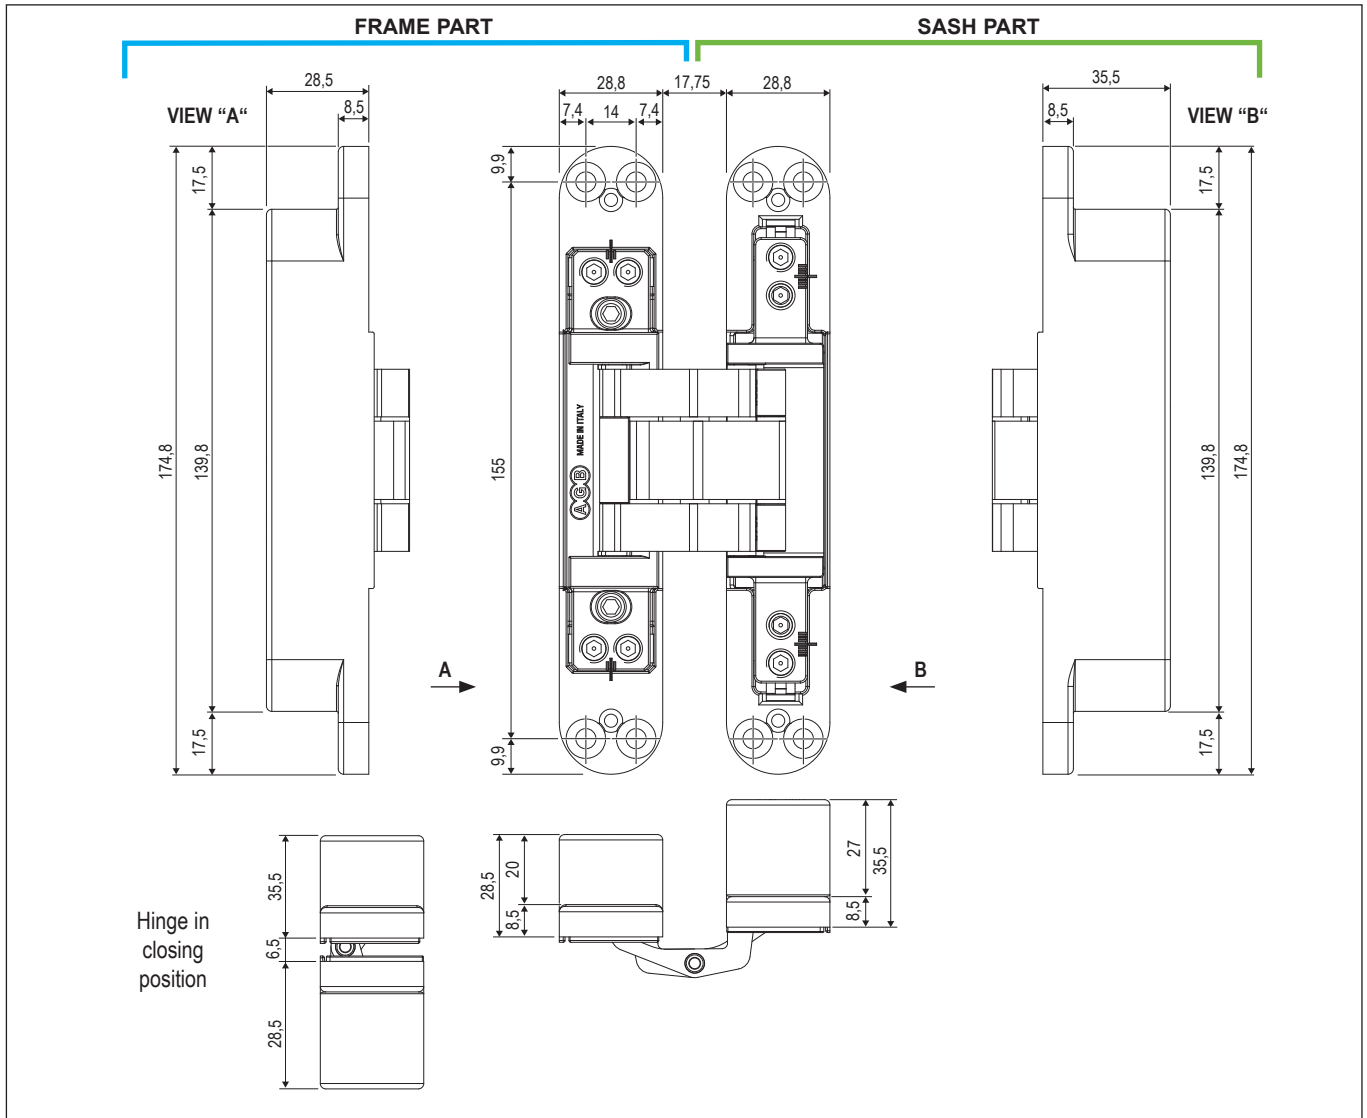 FRAME PART
SASH PART
28,5
28,8
17,75
28,8
35,5
VIEW “A“
8,5
7,4
14
7,4
8,5
VIEW “B“
17,5
9,9
17,5
174,8
139,8
155
MADE IN ITALY
AGB
139,8
174,8
A
B
17,5
9,9
17,5
35,5
6,5
28,5
Hinge in
closing
position
28,5
20
8,5
27
35,5
8,5